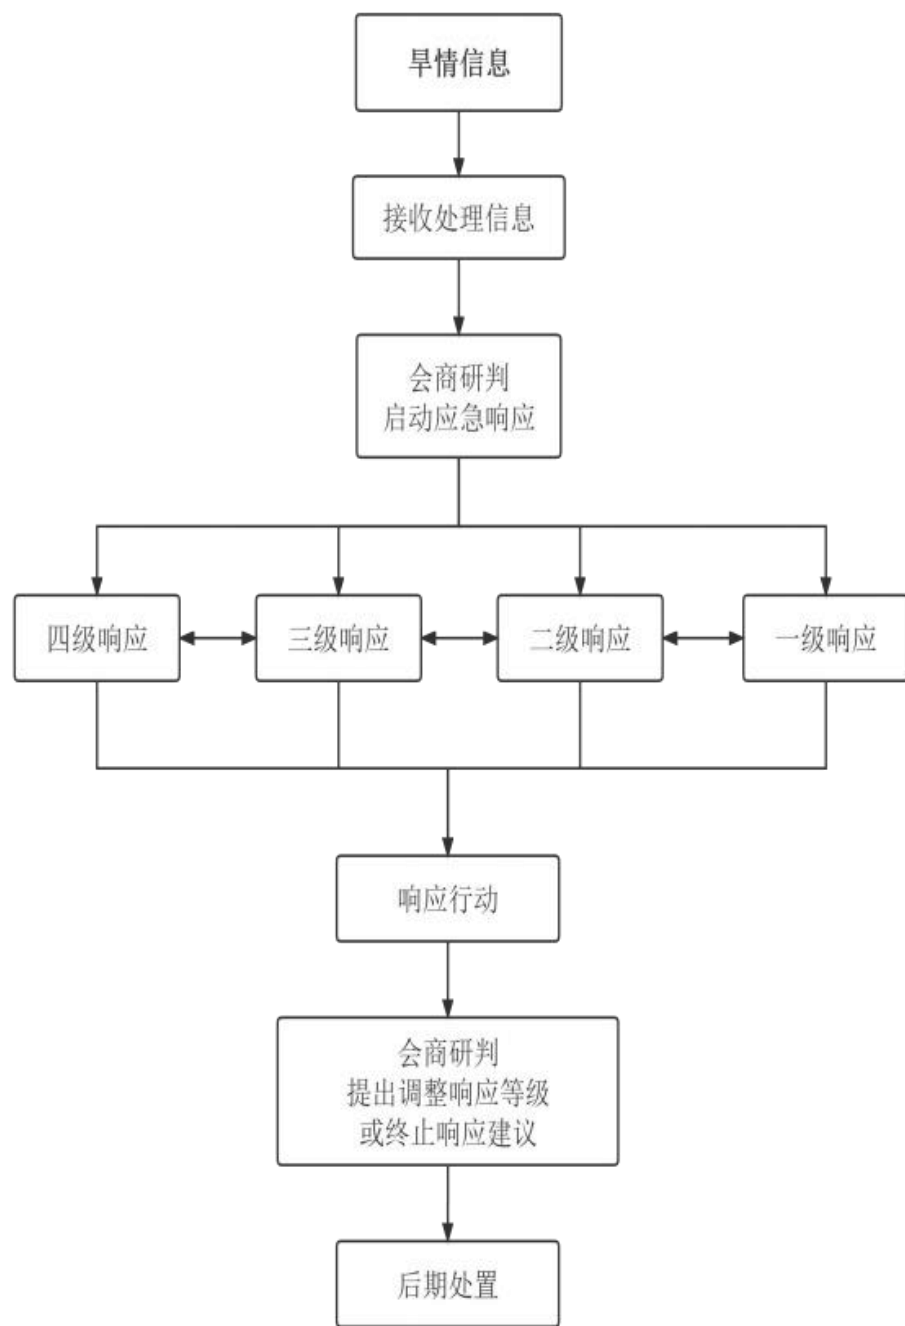 旱情信息
接收处理信息
会商研判
启动应急响应
四级响应
三级响应
二级响应
一级响应
响应行动
会商研判
提出调整响应等级
或终止响应建议
后期处置